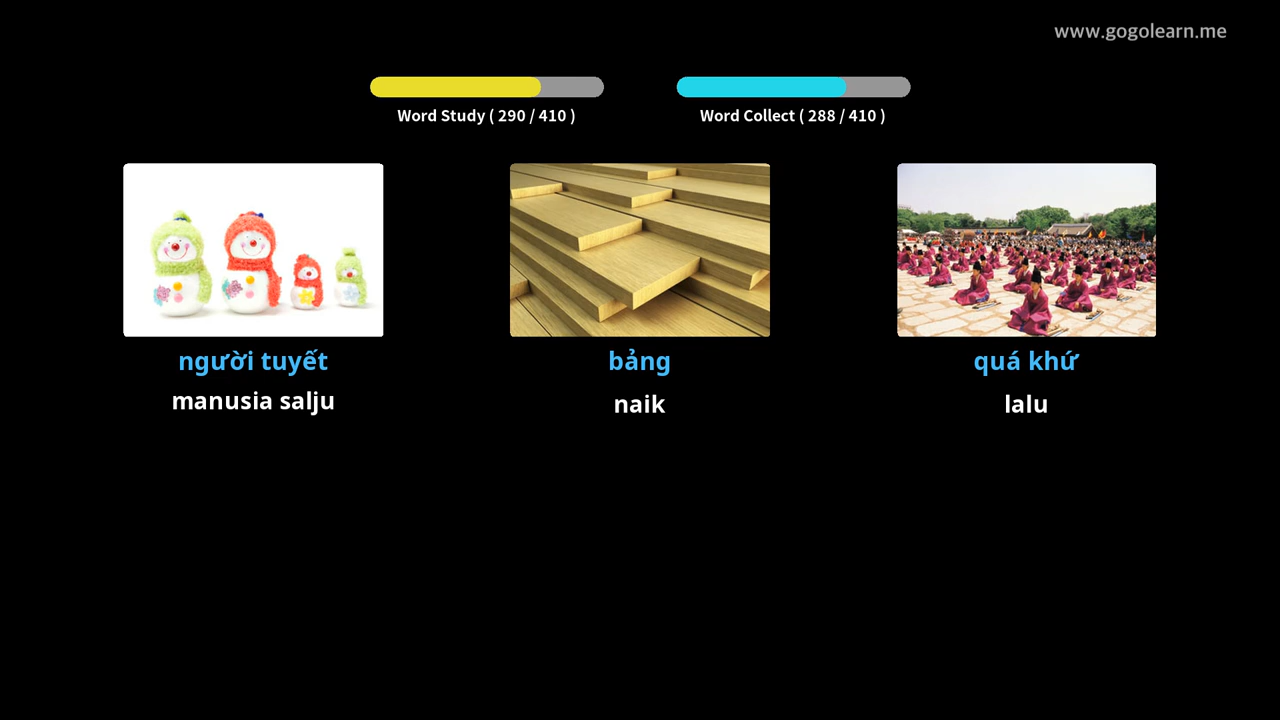 www.gogolearn.me
Word Study ( 290 / 410 )
Word Collect ( 288 / 410 )
người tuyết
manusia salju
bảng
naik
quá khứ
lalu